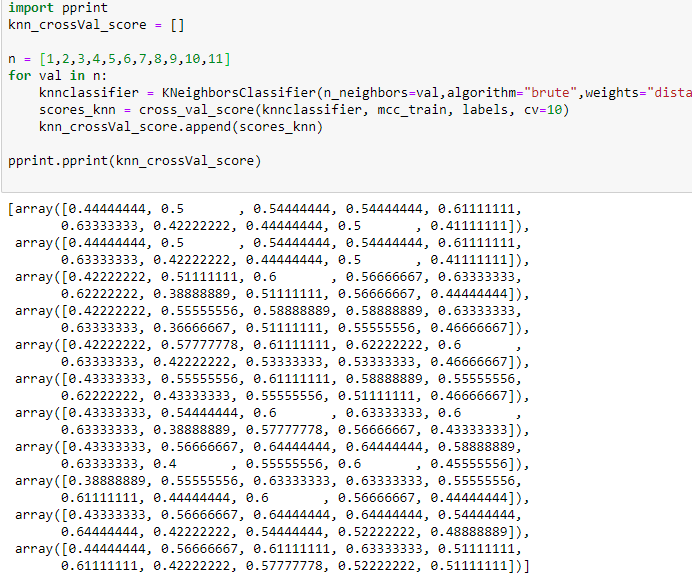 import pprint
knn_crossVal_score = []
n = [1,2,3,4,5,6,7,8,9,10,11]
for val in n:
    knnclassifier = KNeighborsClassifier(n_neighbors=val,algorithm="brute",weights="dista
    scores_knn = cross_val_score(knnclassifier, mcc_train, labels, cv=10)
    knn_crossVal_score.append(scores_knn)
pprint.pprint(knn_crossVal_score)
[array([0.44444444, 0.5       , 0.54444444, 0.54444444, 0.61111111,
       0.63333333, 0.42222222, 0.44444444, 0.5       , 0.41111111]),
 array([0.44444444, 0.5       , 0.54444444, 0.54444444, 0.61111111,
       0.63333333, 0.42222222, 0.44444444, 0.5       , 0.41111111]),
 array([0.42222222, 0.51111111, 0.6       , 0.56666667, 0.63333333,
       0.62222222, 0.38888889, 0.51111111, 0.56666667, 0.44444444]),
 array([0.42222222, 0.55555556, 0.58888889, 0.58888889, 0.63333333,
       0.63333333, 0.36666667, 0.51111111, 0.55555556, 0.46666667]),
 array([0.42222222, 0.57777778, 0.61111111, 0.62222222, 0.6       ,
       0.63333333, 0.42222222, 0.53333333, 0.53333333, 0.46666667]),
 array([0.43333333, 0.55555556, 0.61111111, 0.58888889, 0.55555556,
       0.62222222, 0.43333333, 0.55555556, 0.51111111, 0.46666667]),
 array([0.43333333, 0.54444444, 0.6       , 0.63333333, 0.6       ,
       0.63333333, 0.38888889, 0.57777778, 0.56666667, 0.43333333]),
 array([0.43333333, 0.56666667, 0.64444444, 0.64444444, 0.58888889,
       0.63333333, 0.4       , 0.55555556, 0.6       , 0.45555556]),
 array([0.38888889, 0.55555556, 0.63333333, 0.63333333, 0.55555556,
       0.61111111, 0.44444444, 0.6       , 0.56666667, 0.44444444]),
 array([0.43333333, 0.56666667, 0.64444444, 0.64444444, 0.54444444,
       0.64444444, 0.42222222, 0.54444444, 0.52222222, 0.48888889]),
 array([0.44444444, 0.56666667, 0.61111111, 0.63333333, 0.51111111,
       0.61111111, 0.42222222, 0.57777778, 0.52222222, 0.51111111])]